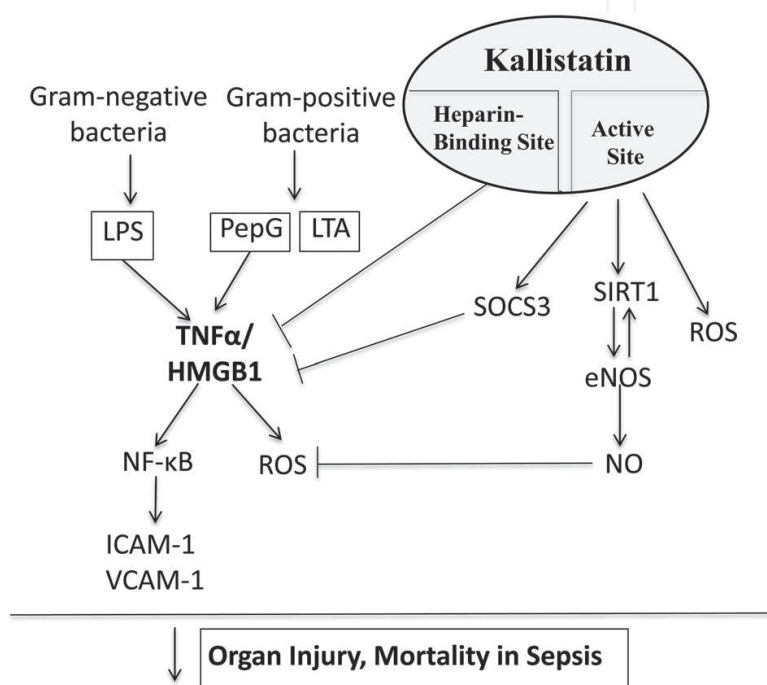 Kallistatin
Heparin-
Binding Site
Active
Site
Gram-negative
bacteria
Gram-positive
bacteria
LPS
PepG
LTA
TNFα/
HMGB1
SOCS3
SIRT1
ROS
eNOS
NF-κB
ROS
NO
ICAM-1
VCAM-1
Organ Injury, Mortality in Sepsis